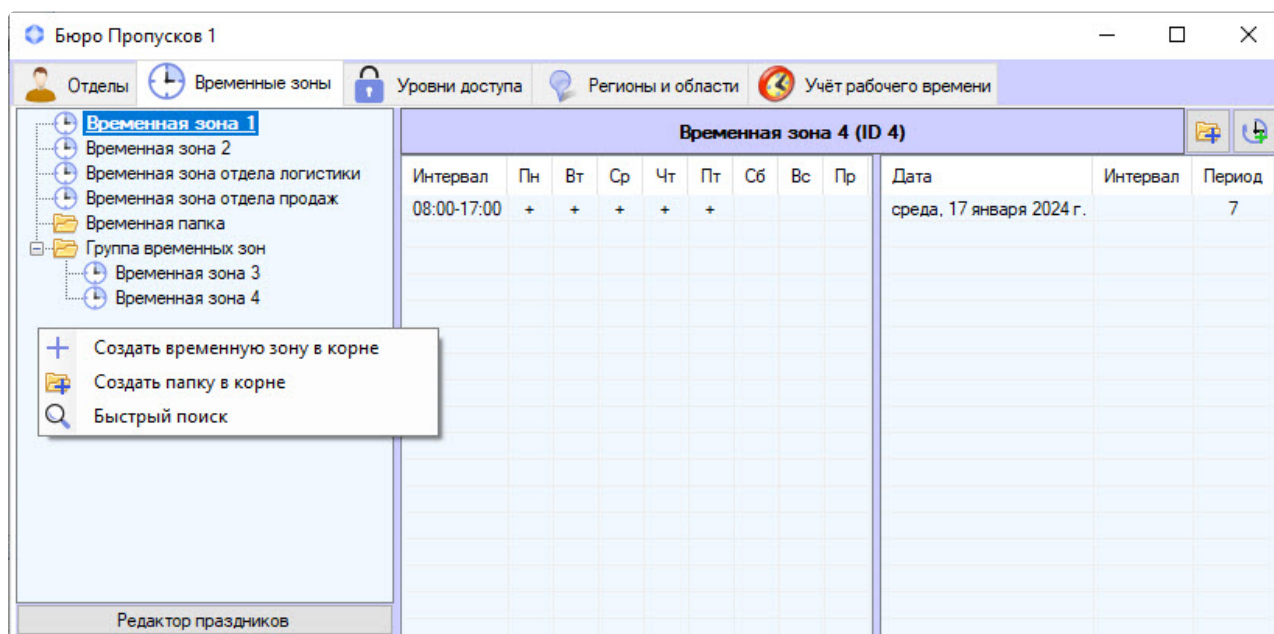 Бюро Пропусков 1
Отделы Временные зоны Уровни доступа Регионы и области Учёт рабочего времени
Временная зона 1
Временная зона 2
Временная зона отдела логистики
Временная зона отдела продаж
Временная папка
Группа временных зон
Временная зона 3
Временная зона 4
Создать временную зону в корне
Создать папку в корне
Быстрый поиск
Редактор праздников
Временная зона 4 (ID 4)
Интервал Пн Вт Ср Чт Пт Сб Вс Пр
08:00-17:00 + + + + +
Дата Интервал Период
среда, 17 января 2024 г. 7